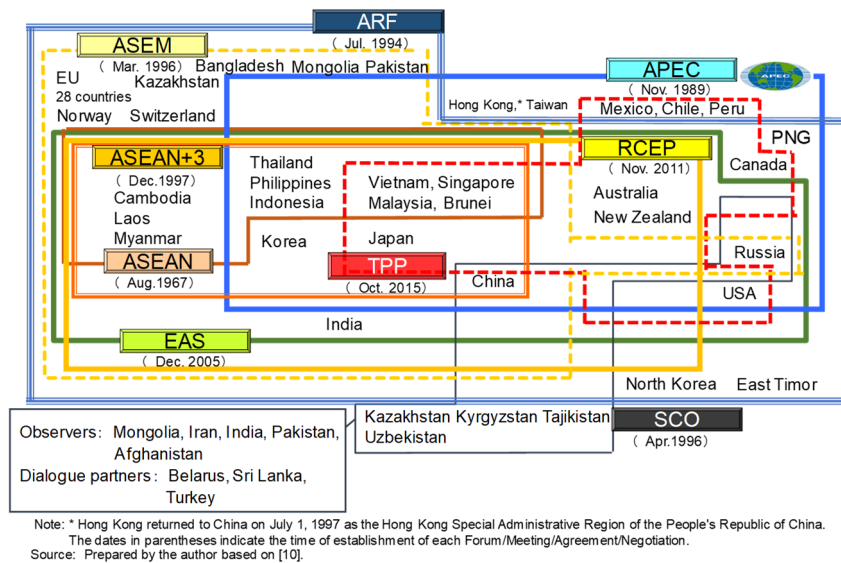 ARF
( Jul. 1994)
ASEM
( Mar. 1996)
Bangladesh Mongolia Pakistan
EU
28 countries
Kazakhstan
Norway Switzerland
APEC
( Nov. 1989)
APEC
Hong Kong,* Taiwan
Mexico, Chile, Peru
PNG
Canada
ASEAN+3
( Dec.1997)
Cambodia
Laos
Myanmar
ASEAN
( Aug.1967)
Thailand
Philippines
Indonesia
Korea
Vietnam, Singapore
Malaysia, Brunei
Japan
TPP
( Oct. 2015)
China
RCEP
( Nov. 2011)
Australia
New Zealand
Russia
USA
India
EAS
( Dec. 2005)
North Korea East Timor
Observers: Mongolia, Iran, India, Pakistan,
Afghanistan
Dialogue partners: Belarus, Sri Lanka,
Turkey
Kazakhstan Kyrgyzstan Tajikistan
Uzbekistan
SCO
( Apr.1996)
Note: * Hong Kong returned to China on July 1, 1997 as the Hong Kong Special Administrative Region of the People's Republic of China.
The dates in parentheses indicate the time of establishment of each Forum/Meeting/Agreement/Negotiation.
Source: Prepared by the author based on [10].